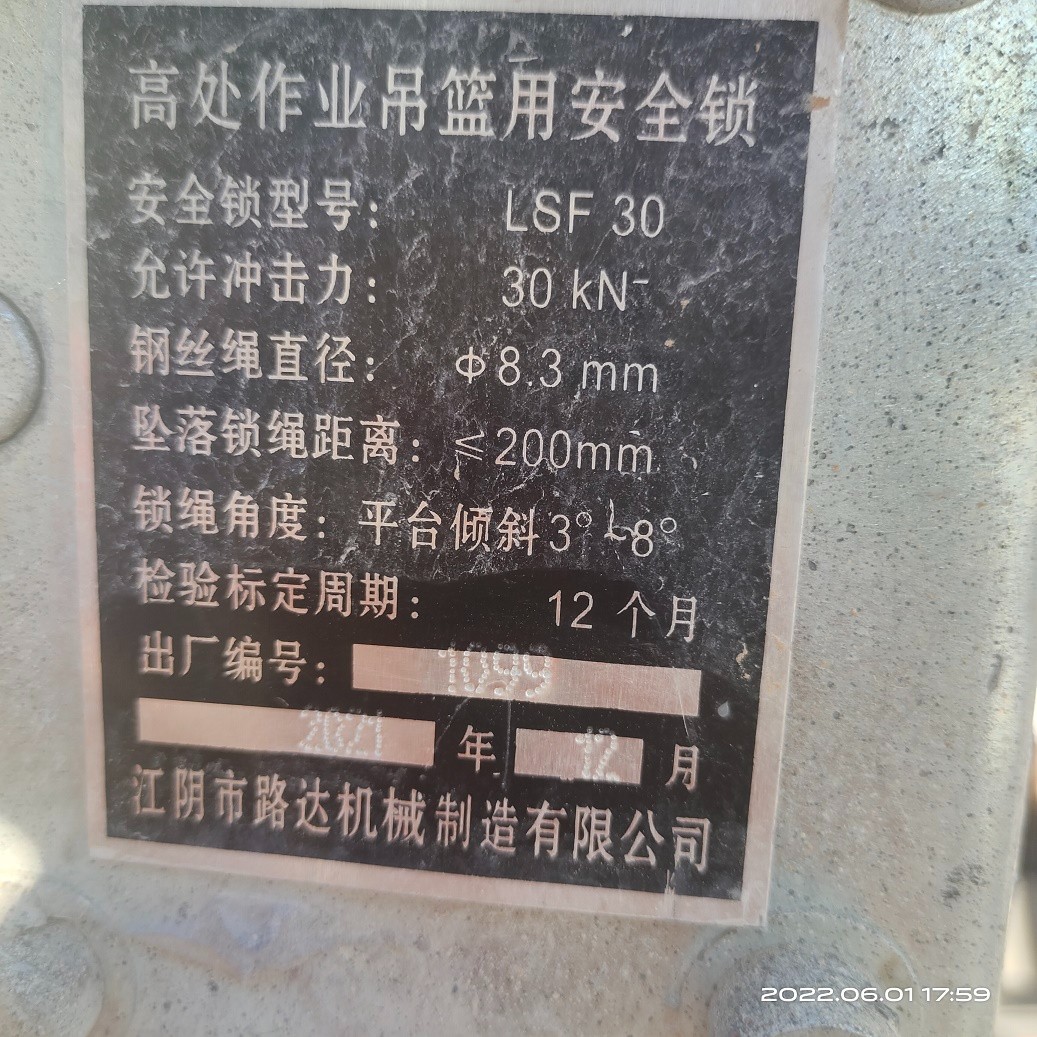 高处作业吊篮用安全锁
安全锁型号: LSF 30
允许冲击力: 30 kN
钢丝绳直径: Φ8.3 mm
坠落锁绳距离: ≤200mm
锁绳角度: 平台倾斜3°~8°
检验标定周期: 12 个月
出厂编号: 1099
2021 年 12 月
江阴市路达机械制造有限公司
2022.06.01 17:59